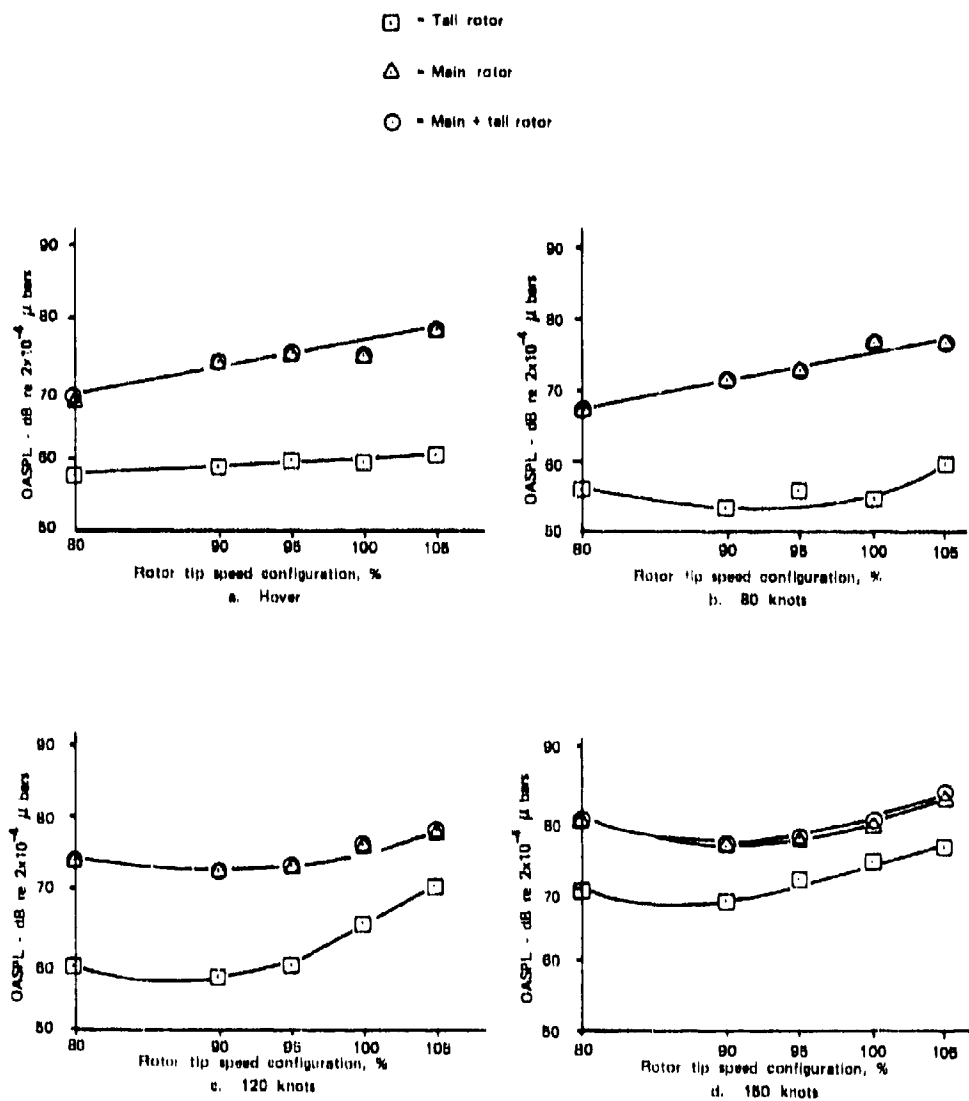 = Tail rotor
= Main rotor
= Main + tail rotor
OASPL - dB re 2x10⁻⁴ μ bars
90
80
70
60
50
80
90
95
100
105
Rotor tip speed configuration, %
a. Hover
OASPL - dB re 2x10⁻⁴ μ bars
90
80
70
60
50
80
90
95
100
105
Rotor tip speed configuration, %
b. 80 knots
OASPL - dB re 2x10⁻⁴ μ bars
90
80
70
60
50
80
90
95
100
105
Rotor tip speed configuration, %
c. 120 knots
OASPL - dB re 2x10⁻⁴ μ bars
90
80
70
60
50
80
90
95
100
105
Rotor tip speed configuration, %
d. 150 knots